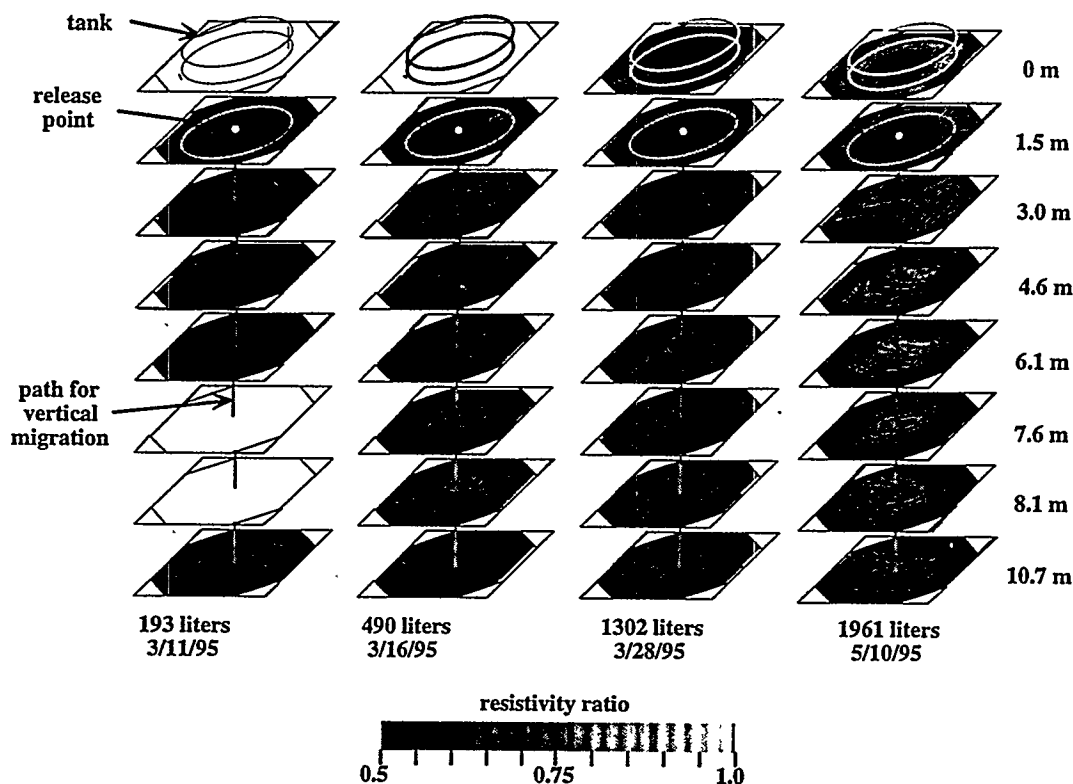 tank
0 m
release
point
1.5 m
3.0 m
4.6 m
6.1 m
path for
vertical
migration
7.6 m
8.1 m
10.7 m
193 liters
3/11/95
490 liters
3/16/95
1302 liters
3/28/95
1961 liters
5/10/95
resistivity ratio
0.5 0.75 1.0